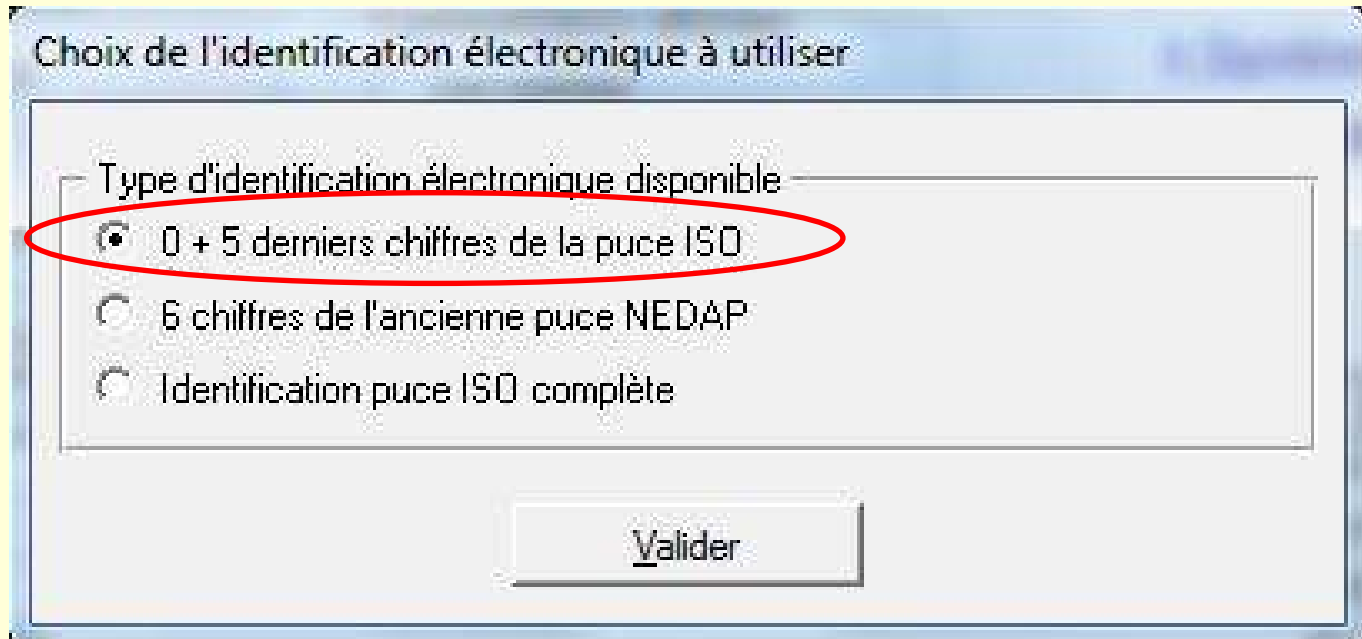 Choix de l'identification électronique à utiliser
Type d'identification électronique disponible
0 + 5 derniers chiffres de la puce ISO
6 chiffres de l'ancienne puce NEDAP
Identification puce ISO complète
Valider